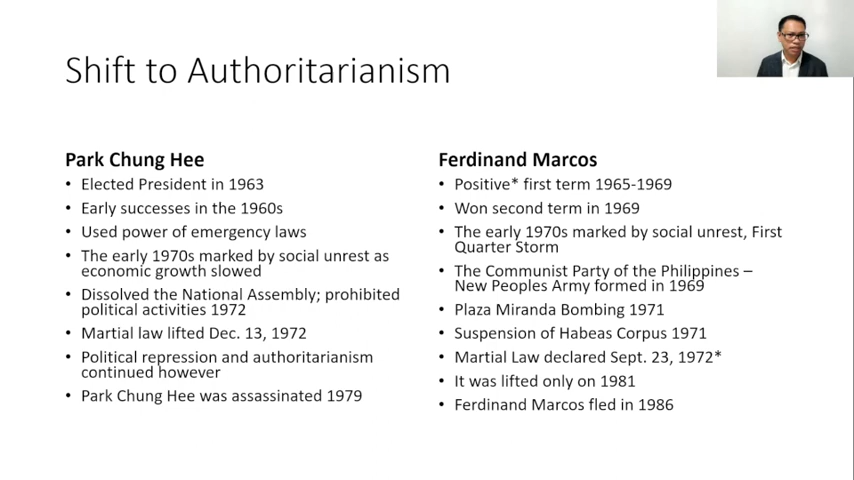 Shift to Authoritarianism
Park Chung Hee
• Elected President in 1963
• Early successes in the 1960s
• Used power of emergency laws
• The early 1970s marked by social unrest as
economic growth slowed
• Dissolved the National Assembly; prohibited
political activities 1972
• Martial law lifted Dec. 13, 1972
• Political repression and authoritarianism
continued however
• Park Chung Hee was assassinated 1979
Ferdinand Marcos
• Positive* first term 1965-1969
• Won second term in 1969
• The early 1970s marked by social unrest, First
Quarter Storm
• The Communist Party of the Philippines –
New Peoples Army formed in 1969
• Plaza Miranda Bombing 1971
• Suspension of Habeas Corpus 1971
• Martial Law declared Sept. 23, 1972*
• It was lifted only on 1981
• Ferdinand Marcos fled in 1986